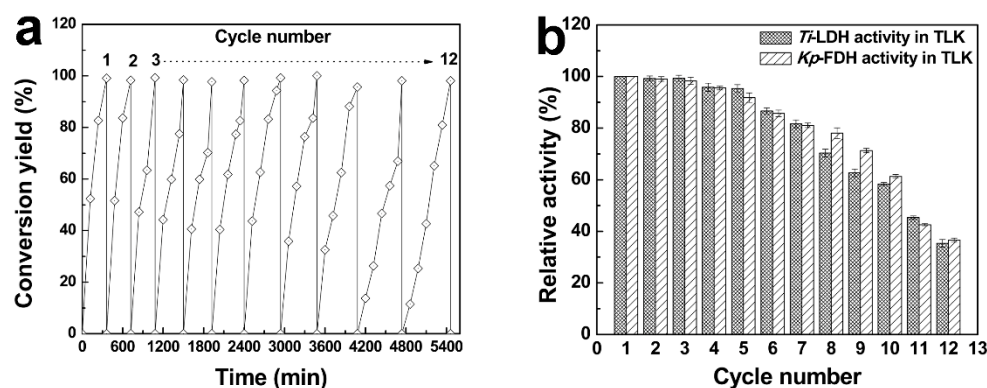 a
Cycle number
1 2 3 12
Conversion yield (%)
120
100
80
60
40
20
0
0 600 1200 1800 2400 3000 3600 4200 4800 5400
Time (min)
b
Ti-LDH activity in TLK
Kp-FDH activity in TLK
Relative activity (%)
120
100
80
60
40
20
0
0 1 2 3 4 5 6 7 8 9 10 11 12 13
Cycle number